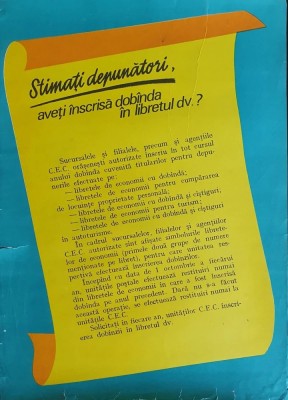 Stimați depunători,
aveți înscrisă dobînda
în libretul dv.?
Sucursalele și filialele, precum și agențiile
C.E.C. orășenești autorizate înscriu în tot cursul
anului dobînda cuvenită titularilor pentru depu-
nerile efectuate pe:
— libretele de economii cu dobîndă;
— libretele de economii pentru cumpărarea
de locuințe proprietate personală;
— libretele de economii cu dobîndă și cîștiguri;
— libretele de economii pentru turism;
— libretele de economii cu dobîndă și cîștiguri
în autoturisme.
În cadrul sucursalelor, filialelor și agențiilor
C.E.C. autorizate sînt afișate simbolurile librete-
lor de economii (primele două grupe de numere
menționate pe libret), pentru care unitatea res-
pectivă efectuează înscrierea dobînzilor.
Începînd cu data de 1 octombrie a fiecărui
an, unitățile poștale efectuează restituiri numai
din libretele de economii în care a fost înscrisă
dobînda pe anul precedent. Dacă nu s-a făcut
această operație, se efectuează restituiri numai la
unitățile C.E.C.
Solicitați în fiecare an, unităților C.E.C. înscri-
erea dobînzii în libretul dv.